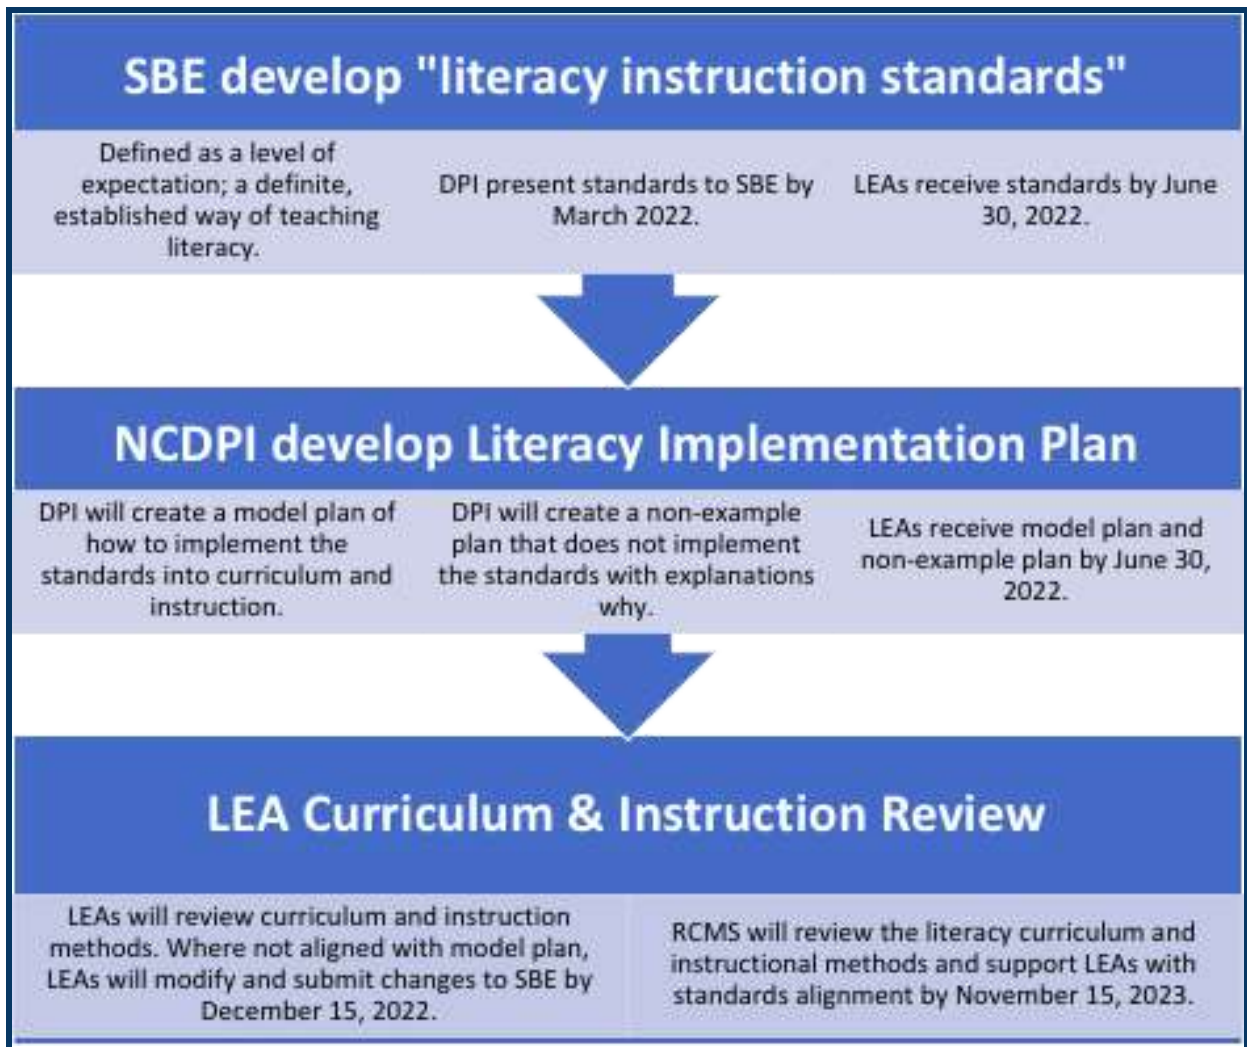 SBE develop "literacy instruction standards"
Defined as a level of
expectation; a definite,
established way of teaching
literacy.
DPI present standards to SBE by
March 2022.
LEAs receive standards by June
30, 2022.
NCDPI develop Literacy Implementation Plan
DPI will create a model plan of
how to implement the
standards into curriculum and
instruction.
DPI will create a non-example
plan that does not implement
the standards with explanations
why.
LEAs receive model plan and
non-example plan by June 30,
2022.
LEA Curriculum & Instruction Review
LEAs will review curriculum and instruction
methods. Where not aligned with model plan,
LEAs will modify and submit changes to SBE by
December 15, 2022.
RCMS will review the literacy curriculum and
instructional methods and support LEAs with
standards alignment by November 15, 2023.